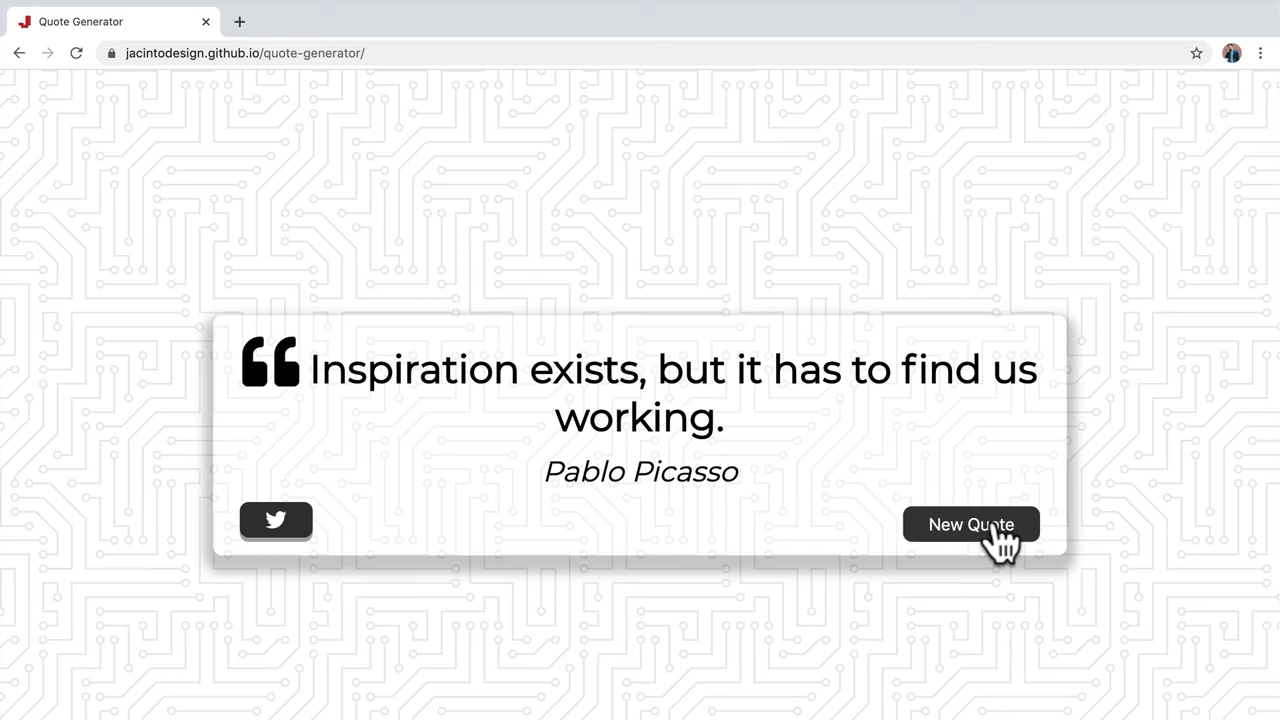 Quote Generator
jacintodesign.github.io/quote-generator/
“ Inspiration exists, but it has to find us
working.
Pablo Picasso
New Quote